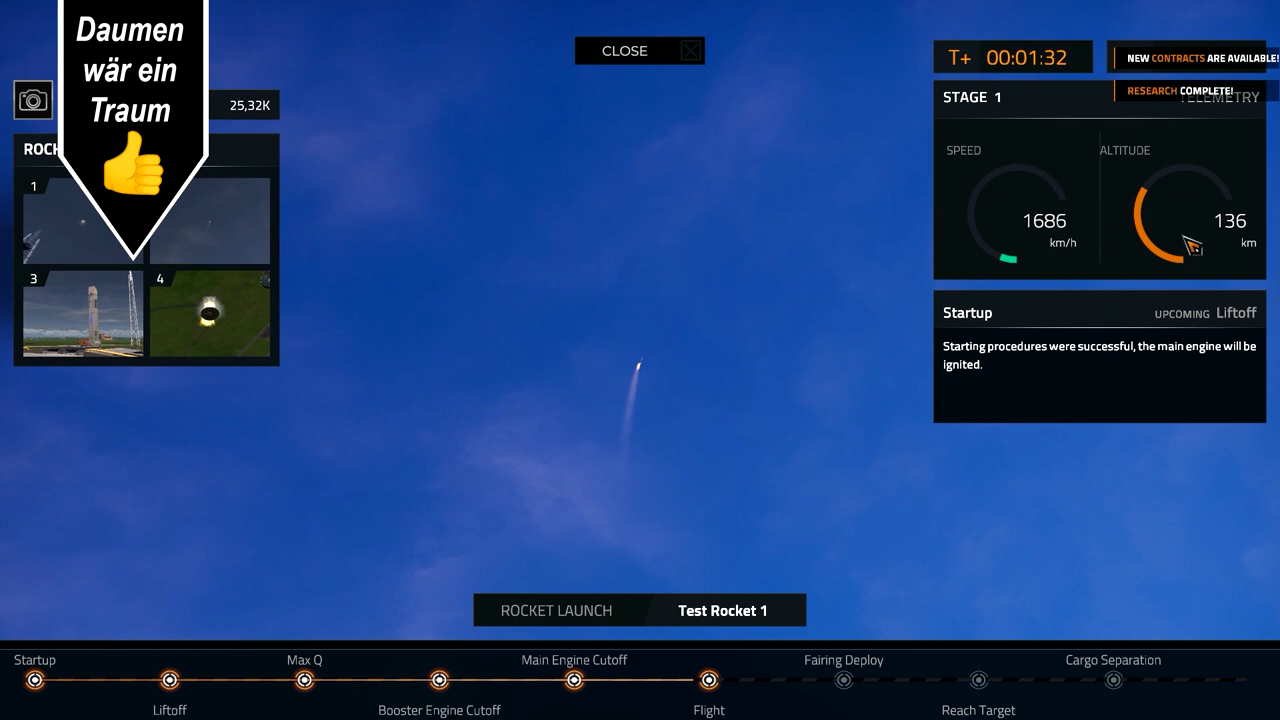 Daumen
wär ein
Traum
CLOSE
T+ 00:01:32
NEW CONTRACTS ARE AVAILABLE!
RESEARCH COMPLETE!
25,32K
STAGE 1
TELEMETRY
ROCK
SPEED
ALTITUDE
1
1686
km/h
136
km
3
4
Startup
UPCOMING Liftoff
Starting procedures were successful, the main engine will be
ignited.
ROCKET LAUNCH
Test Rocket 1
Startup
Max Q
Main Engine Cutoff
Fairing Deploy
Cargo Separation
Liftoff
Booster Engine Cutoff
Flight
Reach Target